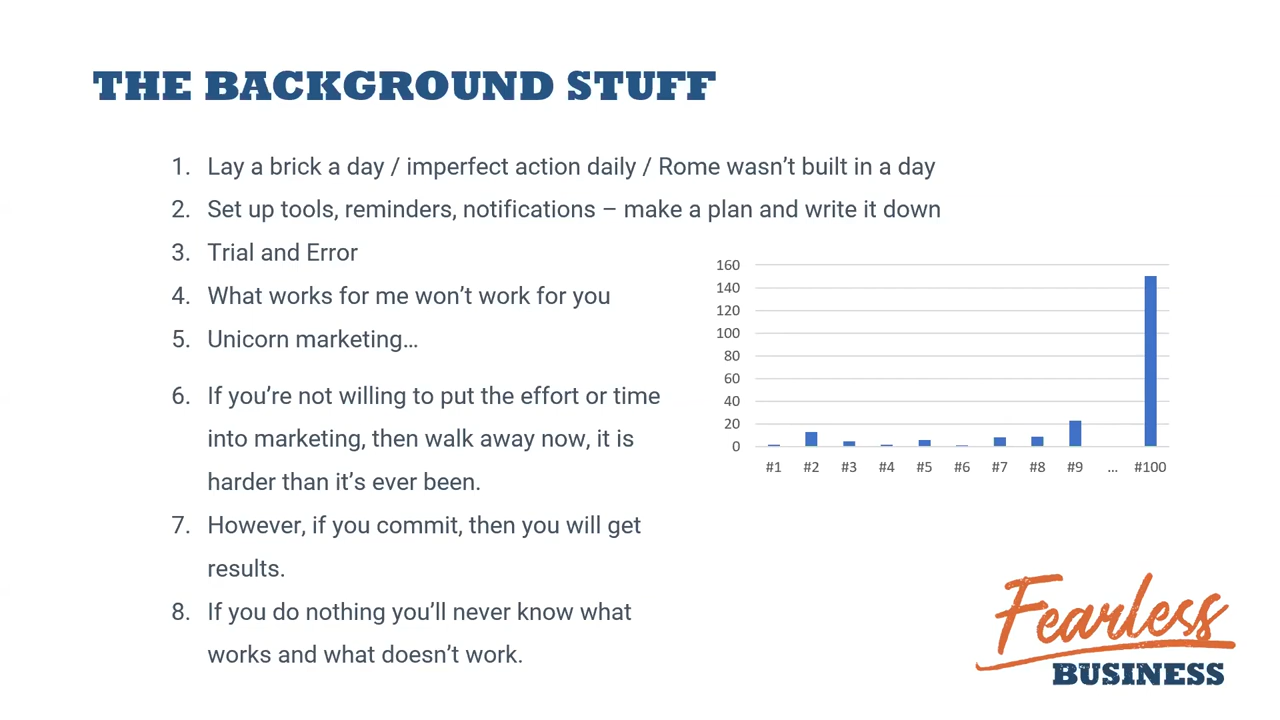 THE BACKGROUND STUFF
1. Lay a brick a day / imperfect action daily / Rome wasn’t built in a day
2. Set up tools, reminders, notifications – make a plan and write it down
3. Trial and Error
4. What works for me won’t work for you
5. Unicorn marketing…
6. If you’re not willing to put the effort or time
into marketing, then walk away now, it is
harder than it’s ever been.
7. However, if you commit, then you will get
results.
8. If you do nothing you’ll never know what
works and what doesn’t work.
160
140
120
100
80
60
40
20
0
#1 #2 #3 #4 #5 #6 #7 #8 #9 … #100
Fearless
BUSINESS